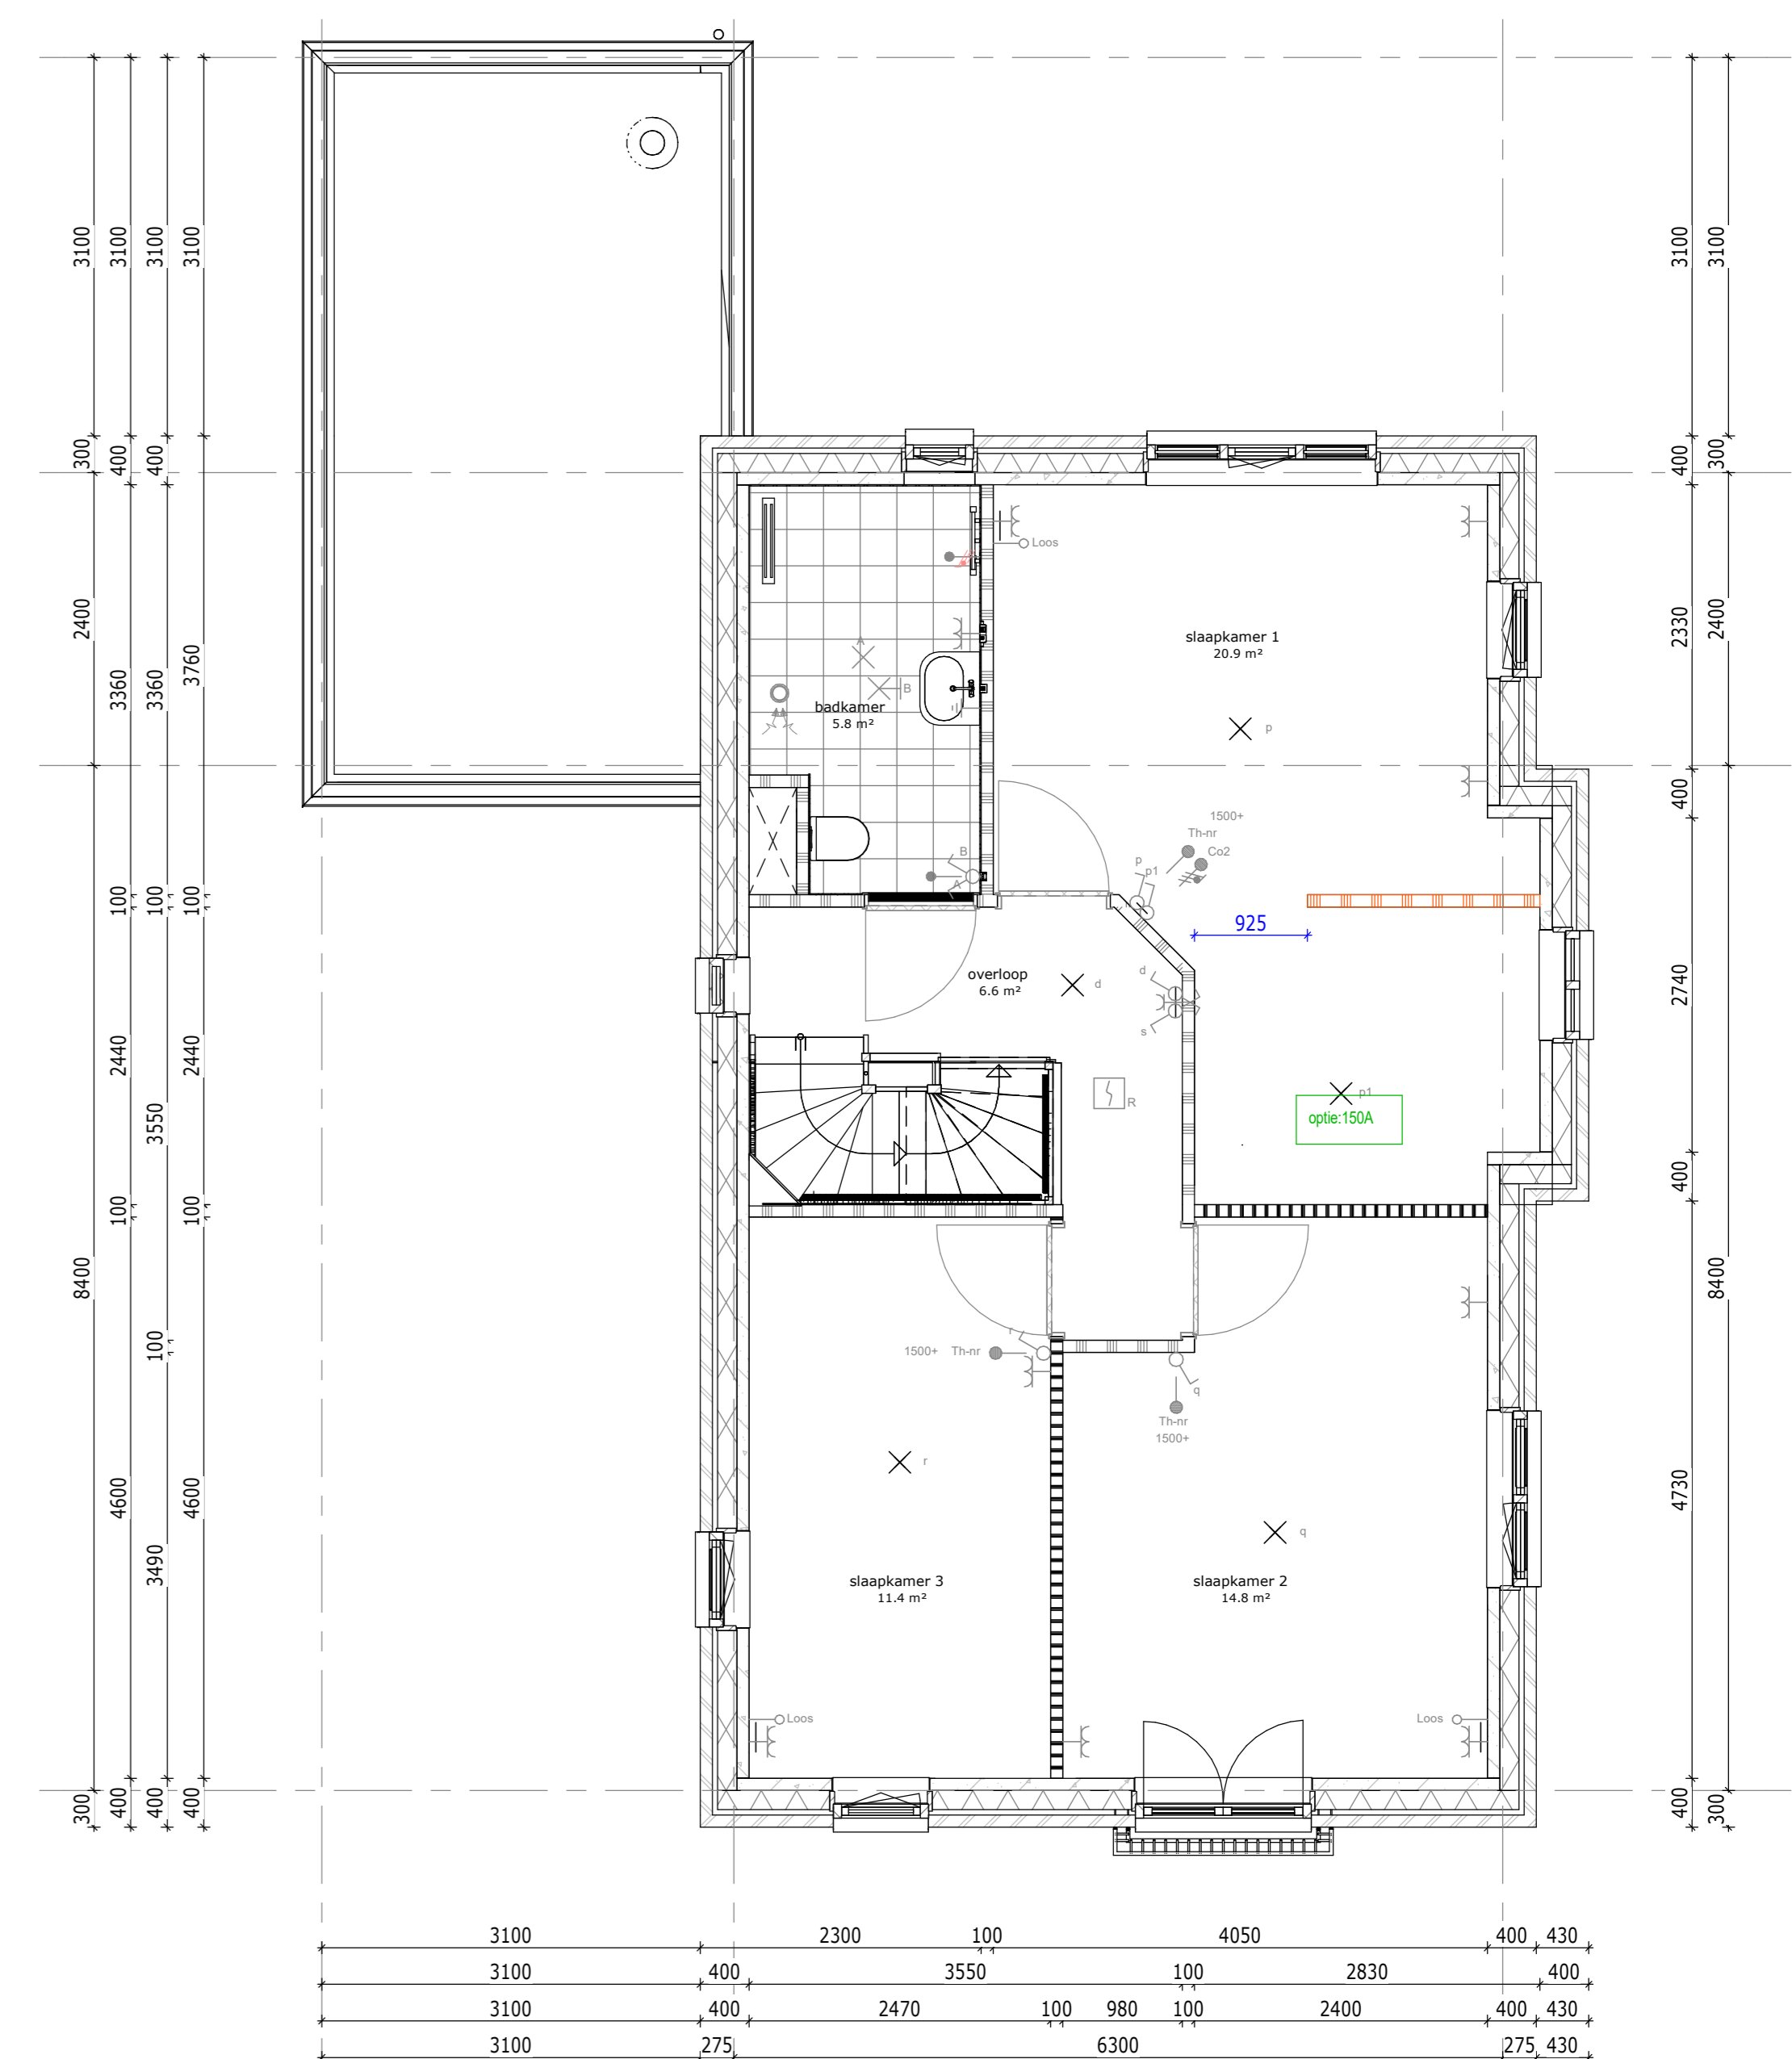 3100
3100
3100
3100
3100
3100
300
400
400
400
300
2400
3360
3360
3760
2330
2400
400
100
100
100
2740
8400
2440
3550
2440
400
8400
100
100
100
4600
3490
4600
4730
300
400
400
400
400
300
Loos
slaapkamer 1
20.9 m²
A
B
badkamer
5.8 m²
p
1500+
Th-nr
Co2
B
A
p
p1
925
overloop
6.6 m²
d
d
s
R
p1
optie:150A
r
1500+ Th-nr
q
Th-nr
1500+
r
q
slaapkamer 3
11.4 m²
slaapkamer 2
14.8 m²
Loos
Loos
3100 2300 100 4050 400 430
3100 400 3550 100 2830 400
3100 400 2470 100 980 100 2400 400 430
3100 275 6300 275 430